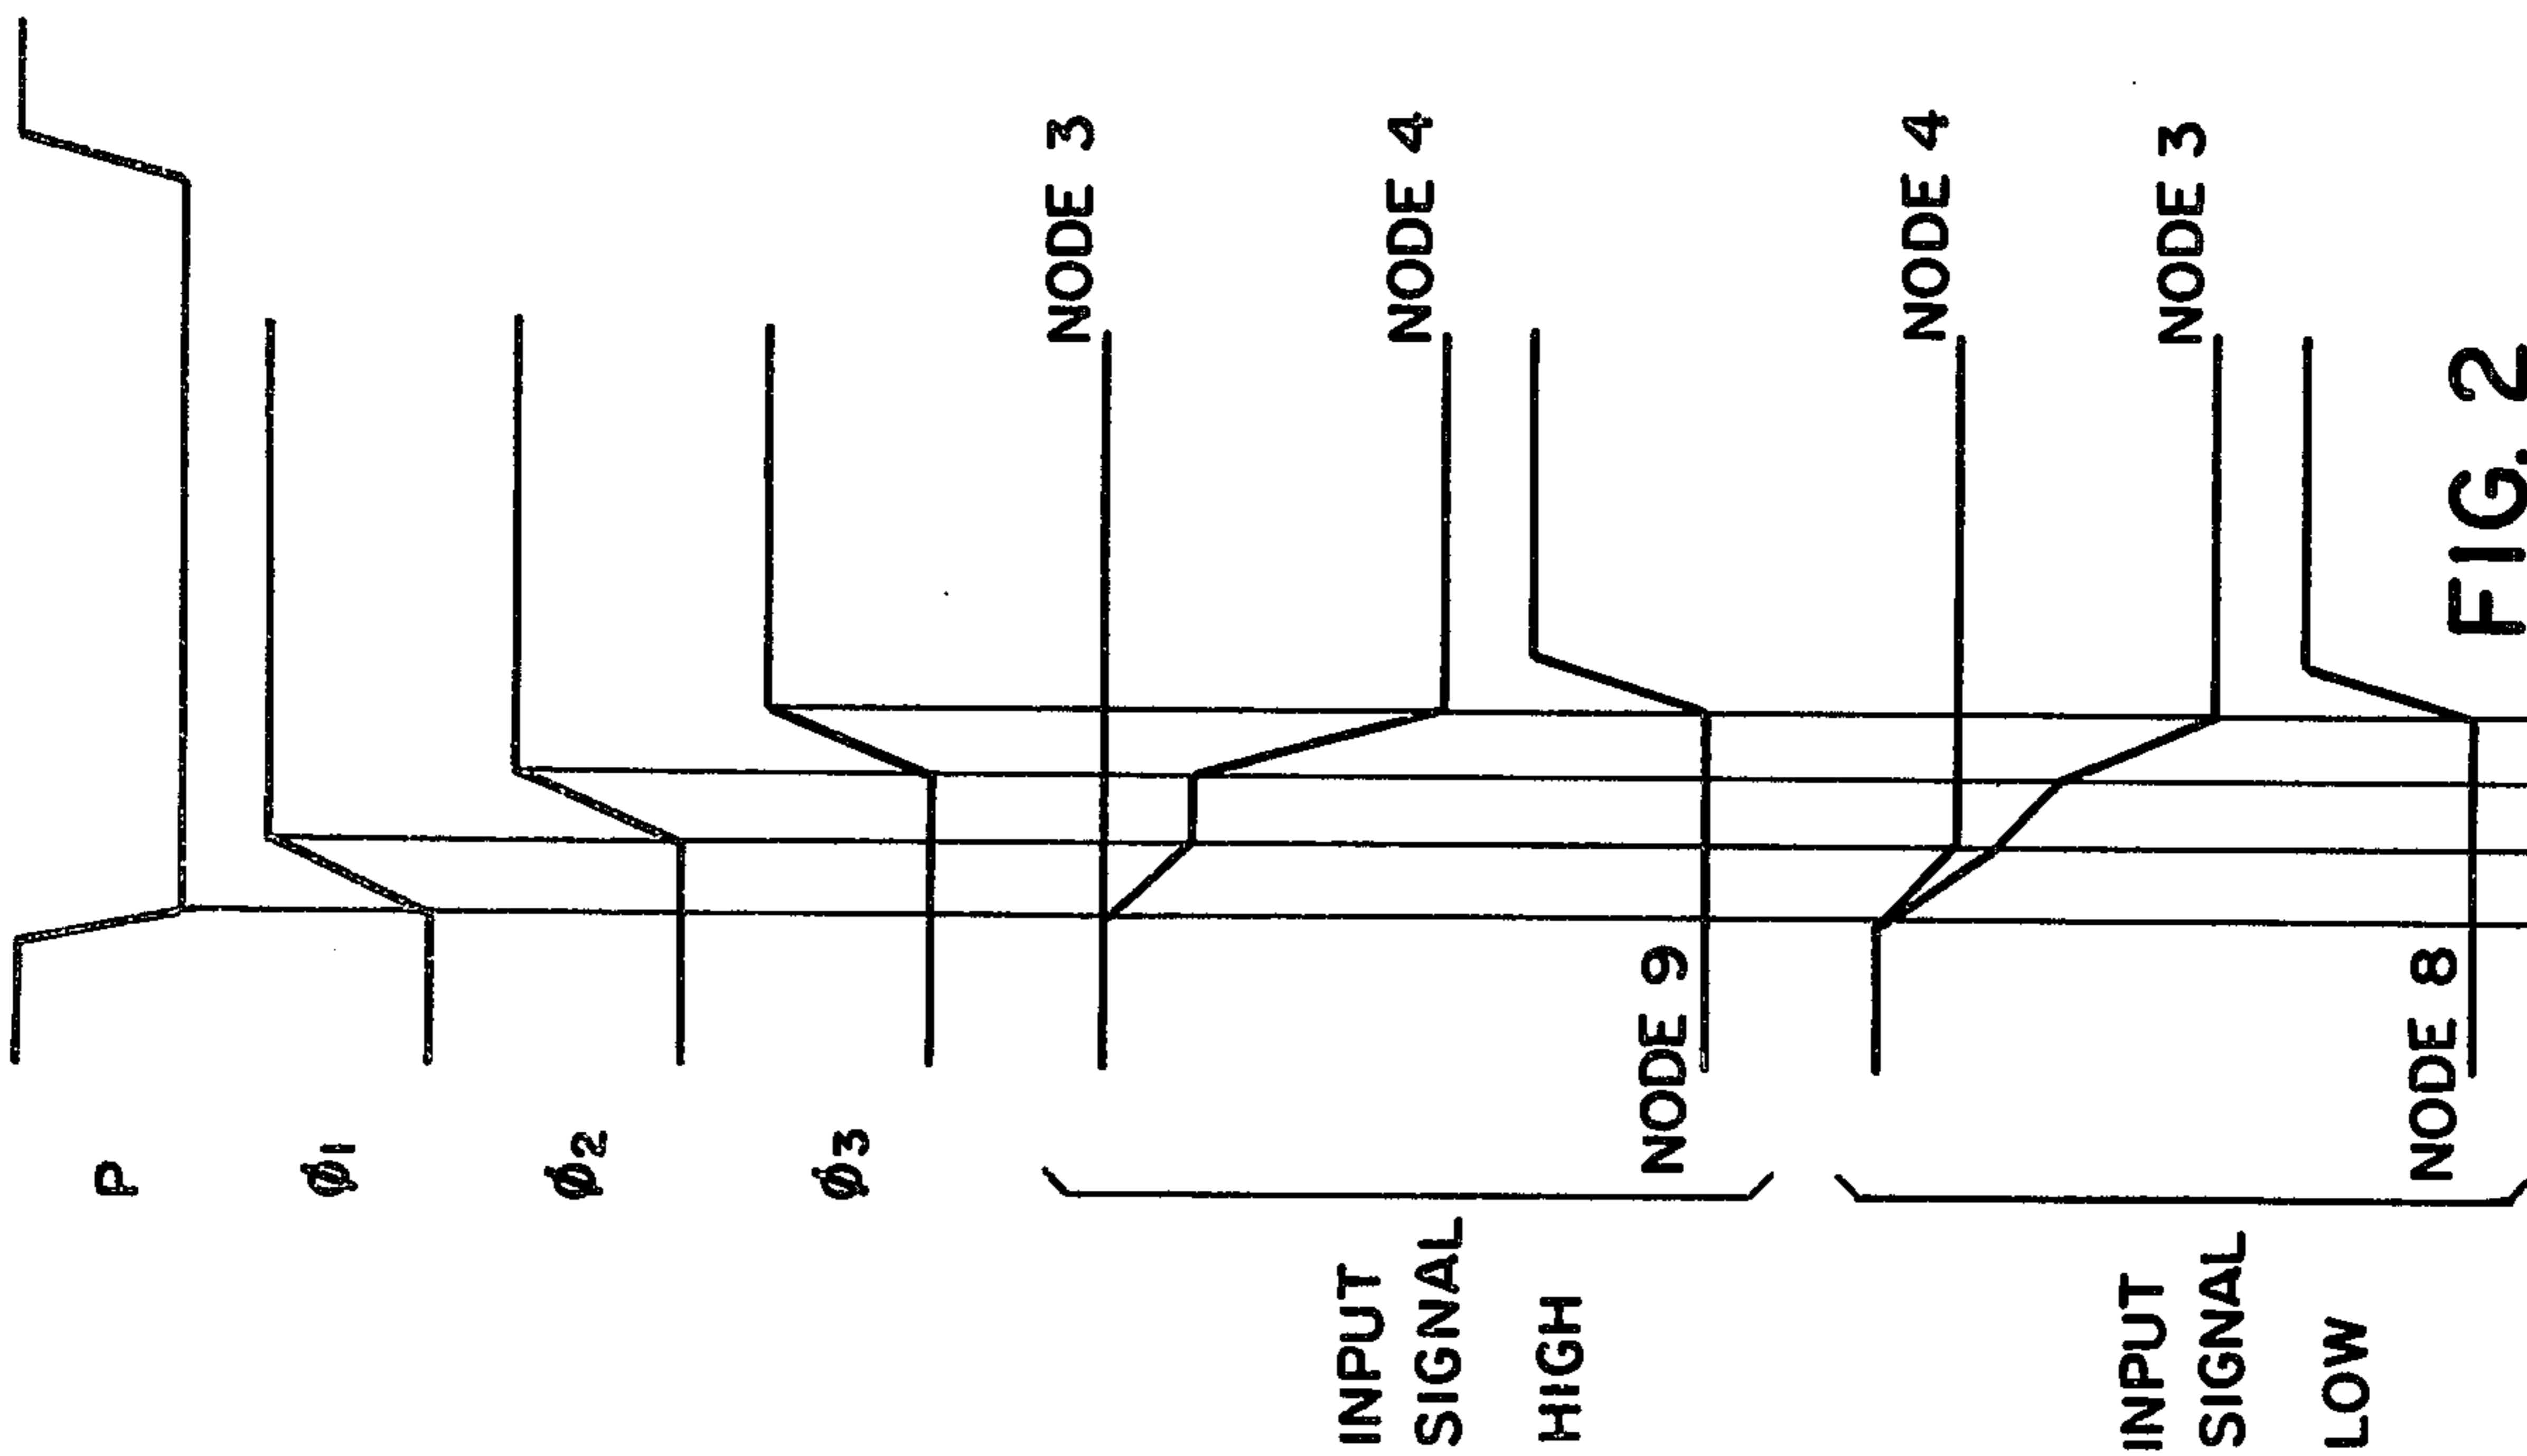 P
ϕ1
ϕ2
ϕ3
NODE 3
NODE 4
NODE 9
INPUT
SIGNAL
HIGH
NODE 4
NODE 3
NODE 8
INPUT
SIGNAL
LOW
FIG. 2